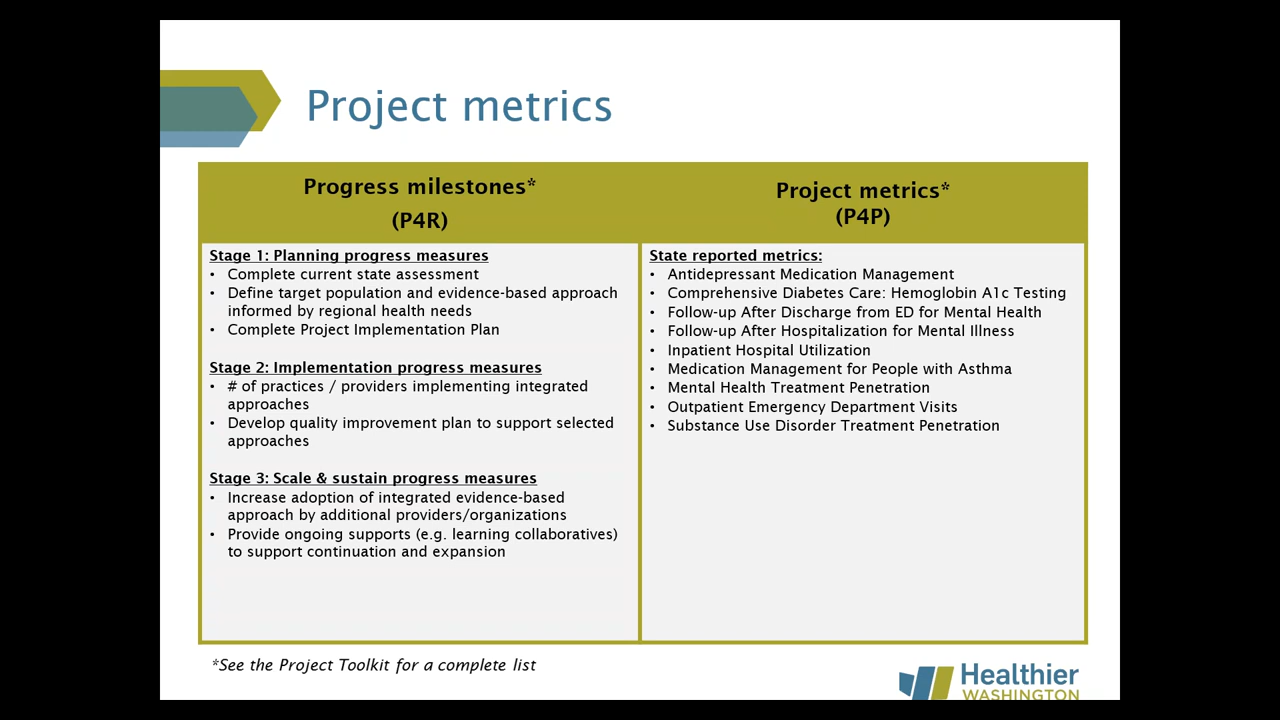 Project metrics
Progress milestones*
(P4R)
Project metrics*
(P4P)
Stage 1: Planning progress measures
• Complete current state assessment
• Define target population and evidence-based approach
informed by regional health needs
• Complete Project Implementation Plan
Stage 2: Implementation progress measures
• # of practices / providers implementing integrated
approaches
• Develop quality improvement plan to support selected
approaches
Stage 3: Scale & sustain progress measures
• Increase adoption of integrated evidence-based
approach by additional providers/organizations
• Provide ongoing supports (e.g. learning collaboratives)
to support continuation and expansion
State reported metrics:
• Antidepressant Medication Management
• Comprehensive Diabetes Care: Hemoglobin A1c Testing
• Follow-up After Discharge from ED for Mental Health
• Follow-up After Hospitalization for Mental Illness
• Inpatient Hospital Utilization
• Medication Management for People with Asthma
• Mental Health Treatment Penetration
• Outpatient Emergency Department Visits
• Substance Use Disorder Treatment Penetration
*See the Project Toolkit for a complete list
Healthier
WASHINGTON